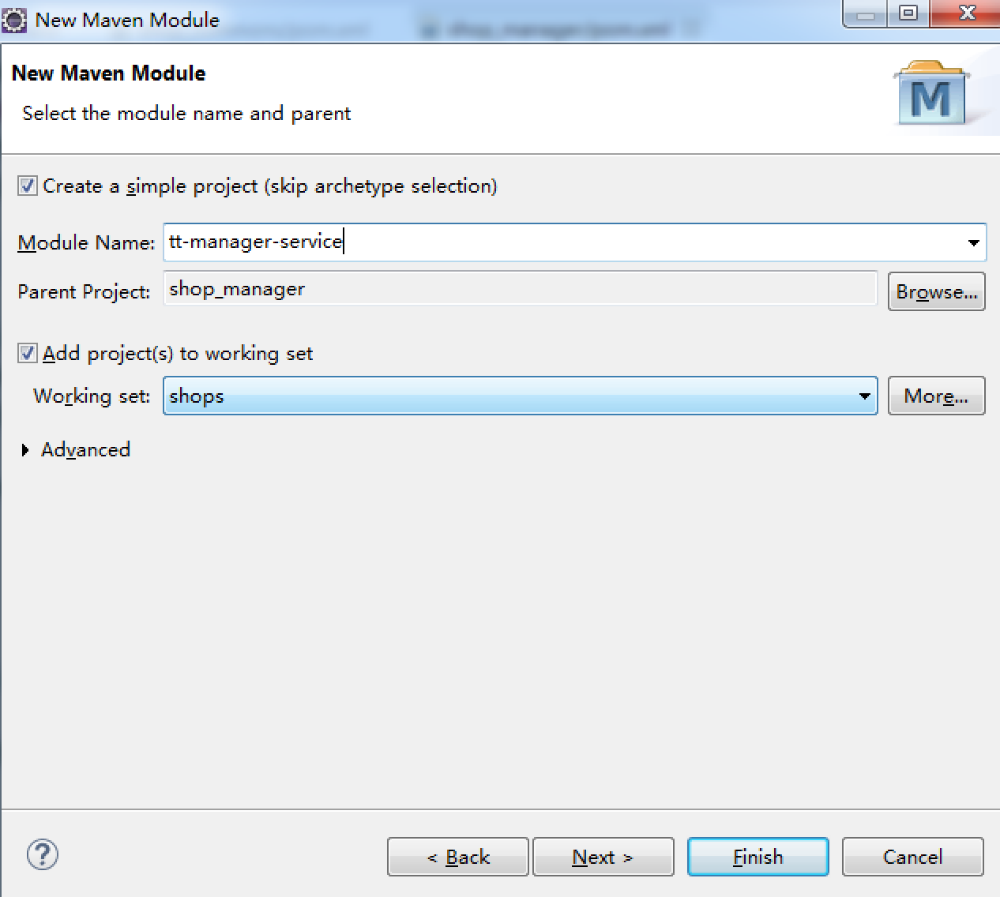 New Maven Module
New Maven Module
Select the module name and parent
M
Create a simple project (skip archetype selection)
Module Name: tt-manager-service
Parent Project: shop_manager Browse...
Add project(s) to working set
Working set: shops More...
Advanced
? < Back Next > Finish Cancel